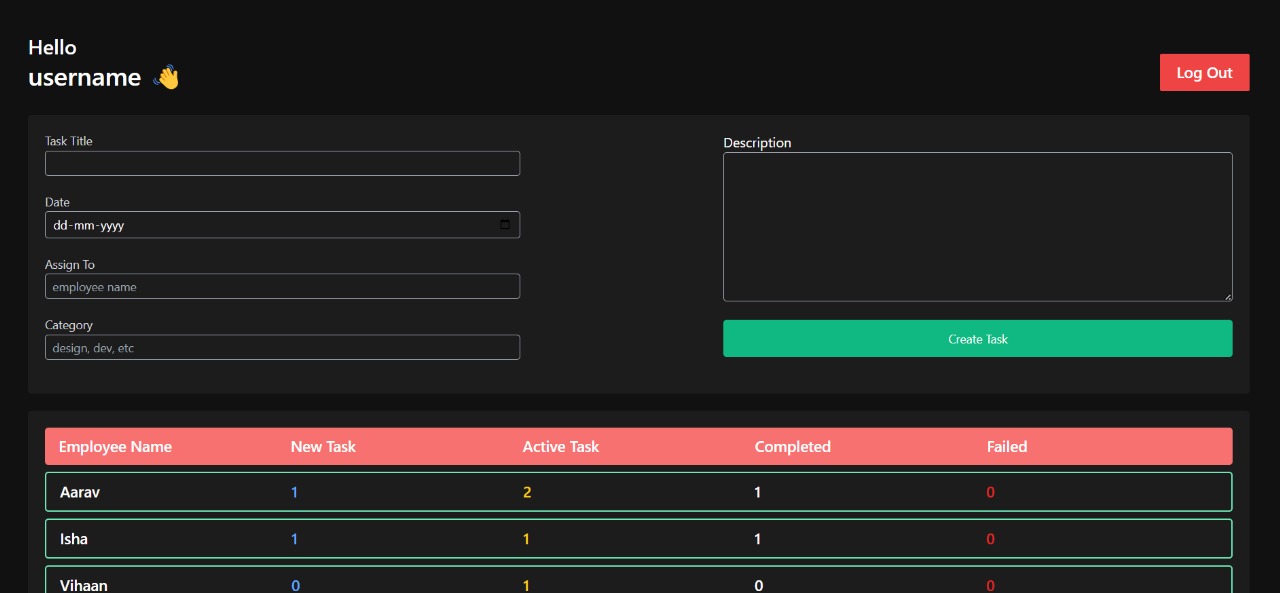 Hello
username 👋
Log Out
Task Title
Date
dd-mm-yyyy
Assign To
employee name
Category
design, dev, etc
Description
Create Task
Employee Name New Task Active Task Completed Failed
Aarav 1 2 1 0
Isha 1 1 1 0
Vihaan 0 1 0 0